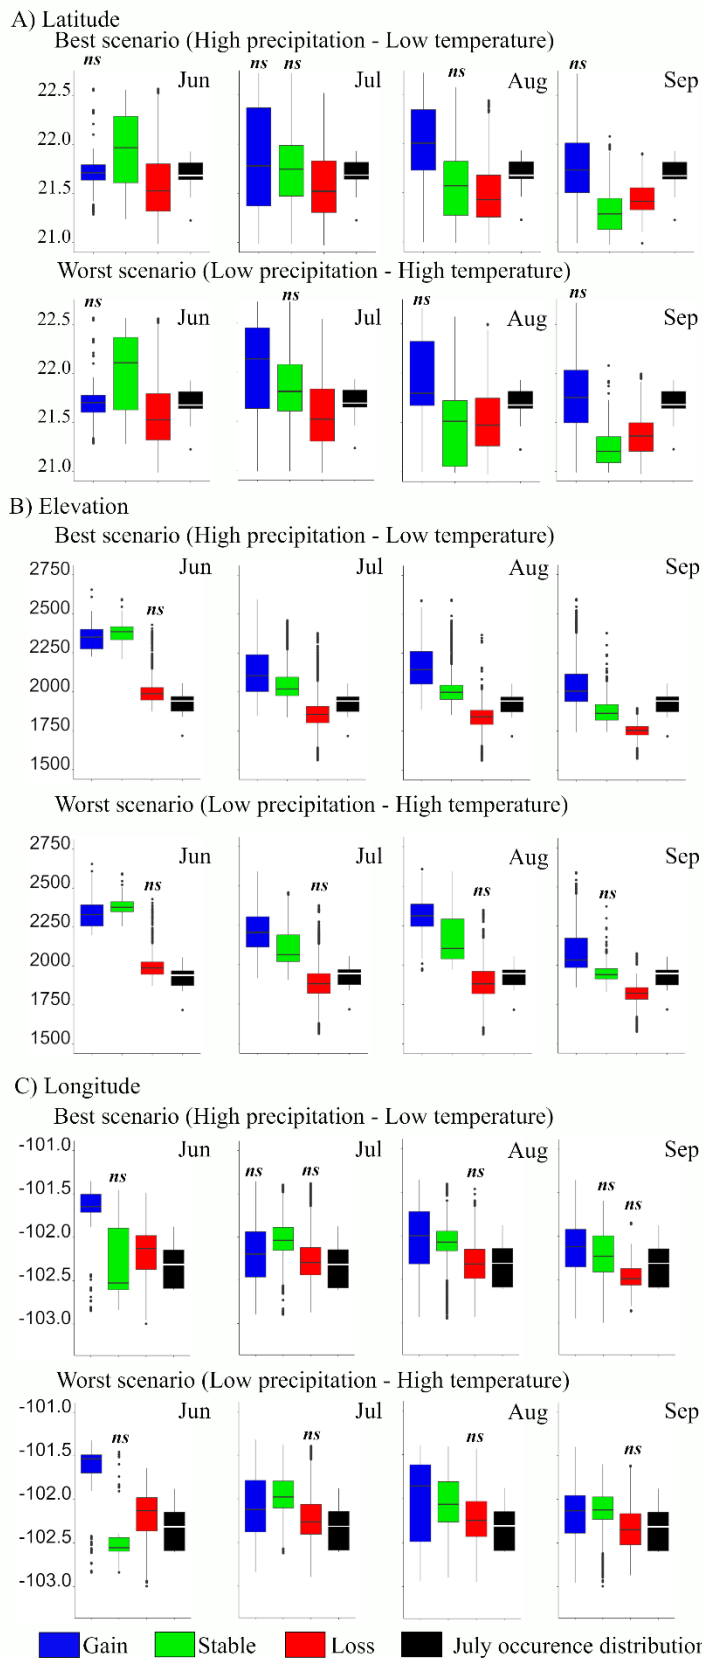 A) Latitude
Best scenario (High precipitation - Low temperature)
ns Jun ns ns Jul ns Aug ns Sep
22.5
22.0
21.5
21.0
Worst scenario (Low precipitation - High temperature)
ns Jun ns Jul ns Aug ns Sep
22.5
22.0
21.5
21.0
B) Elevation
Best scenario (High precipitation - Low temperature)
Jun Jul Aug Sep
2750
2500 ns
2250
2000
1750
1500
Worst scenario (Low precipitation - High temperature)
2750 Jun Jul Aug Sep
2500 ns ns ns ns
2250
2000
1750
1500
C) Longitude
Best scenario (High precipitation - Low temperature)
-101.0 Jun Jul Aug Sep
ns ns ns ns ns ns
-101.5
-102.0
-102.5
-103.0
Worst scenario (Low precipitation - High temperature)
-101.0 Jun Jul Aug Sep
ns ns ns ns
-101.5
-102.0
-102.5
-103.0
Gain Stable Loss July occurence distribution